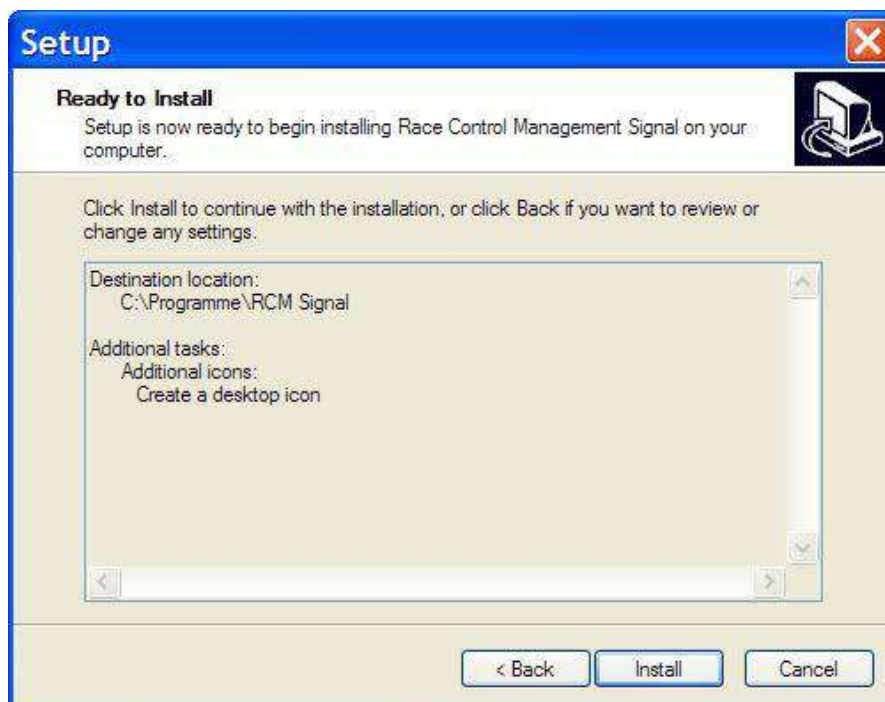 Setup
Ready to Install
Setup is now ready to begin installing Race Control Management Signal on your
computer.
Click Install to continue with the installation, or click Back if you want to review or
change any settings.
Destination location:
C:\Programme\RCM Signal
Additional tasks:
Additional icons:
Create a desktop icon
< Back Install Cancel